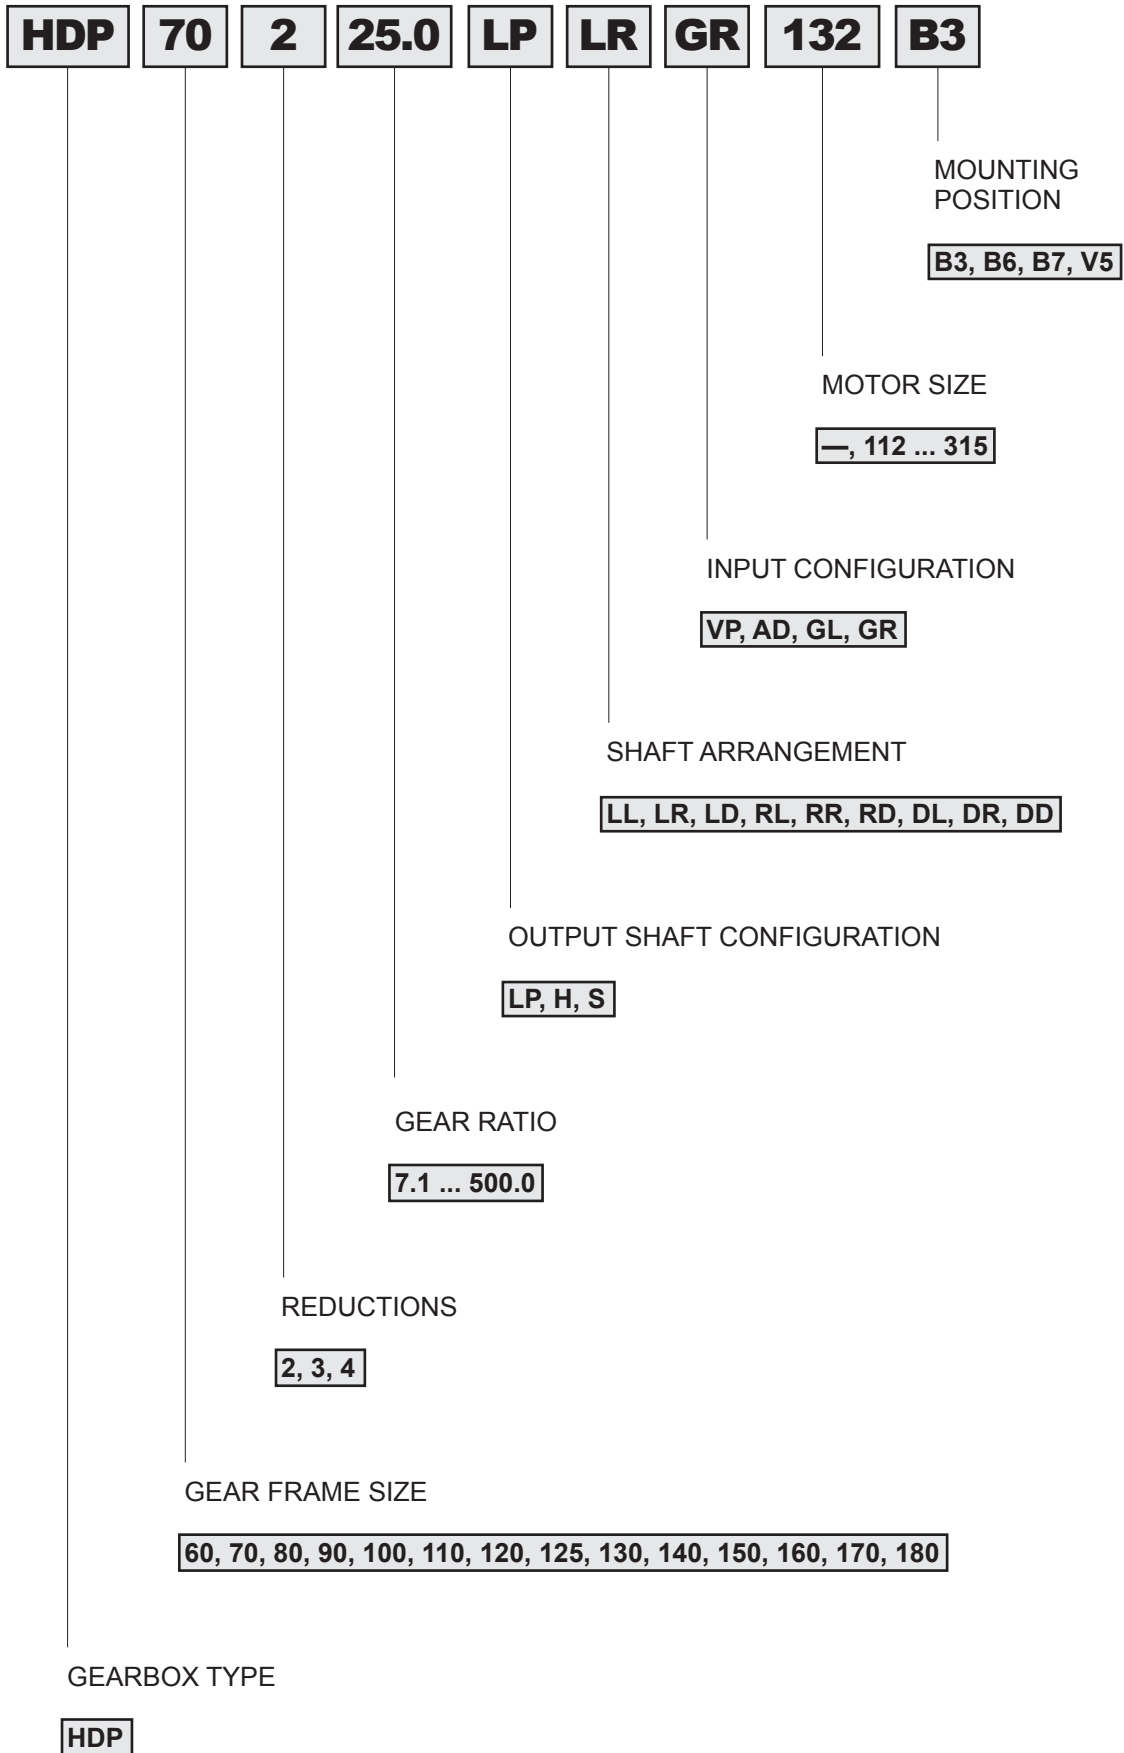 HDP 70 2 25.0 LP LR GR 132 B3
MOUNTING
POSITION
B3, B6, B7, V5
MOTOR SIZE
—, 112 ... 315
INPUT CONFIGURATION
VP, AD, GL, GR
SHAFT ARRANGEMENT
LL, LR, LD, RL, RR, RD, DL, DR, DD
OUTPUT SHAFT CONFIGURATION
LP, H, S
GEAR RATIO
7.1 ... 500.0
REDUCTIONS
2, 3, 4
GEAR FRAME SIZE
60, 70, 80, 90, 100, 110, 120, 125, 130, 140, 150, 160, 170, 180
GEARBOX TYPE
HDP